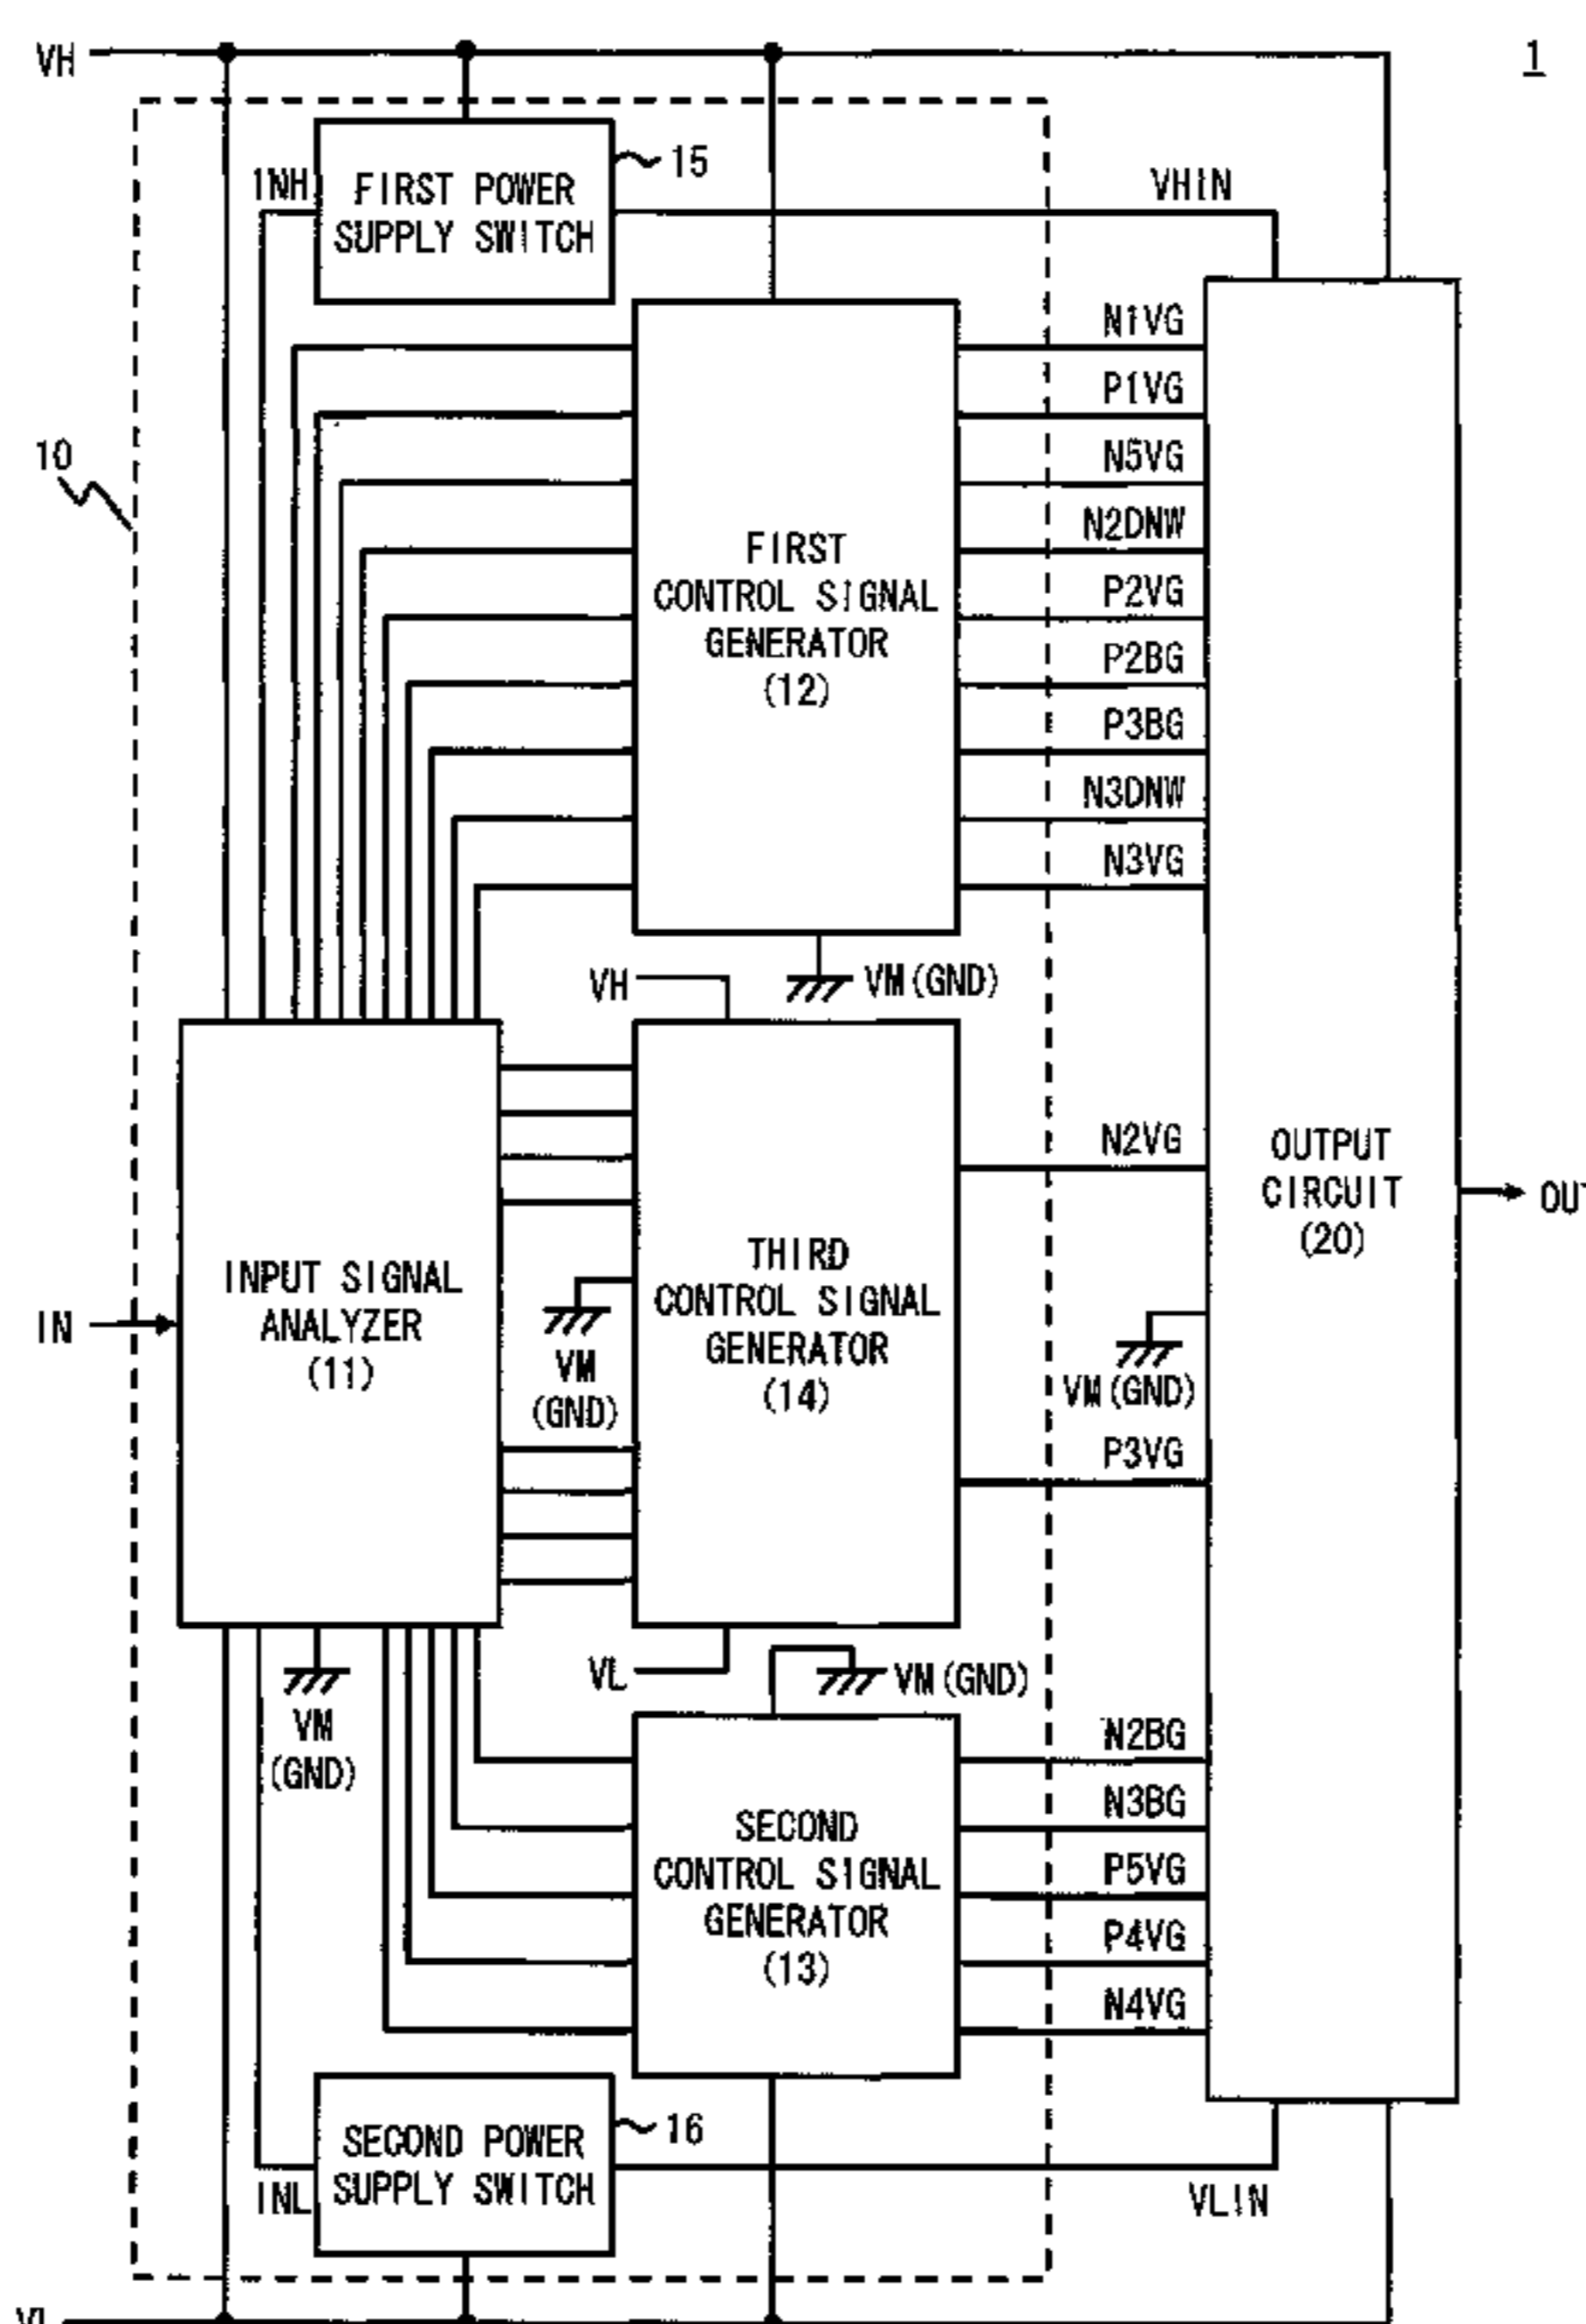 VH
1
15
INH
FIRST POWER
SUPPLY SWITCH
VHIN
N1VG
P1VG
10
N5VG
N2DNW
FIRST
CONTROL SIGNAL
GENERATOR
(12)
P2VG
P2BG
P3BG
N3DNW
N3VG
VH
VM(GND)
N2VG
OUTPUT
CIRCUIT
(20)
OU
THIRD
CONTROL SIGNAL
GENERATOR
(14)
INPUT SIGNAL
ANALYZER
(11)
IN
VM
(GND)
VM(GND)
P3VG
VL
VM(GND)
VM
(GND)
N2BG
N3BG
SECOND
CONTROL SIGNAL
GENERATOR
(13)
P5VG
P4VG
N4VG
16
SECOND POWER
SUPPLY SWITCH
INL
VLIN